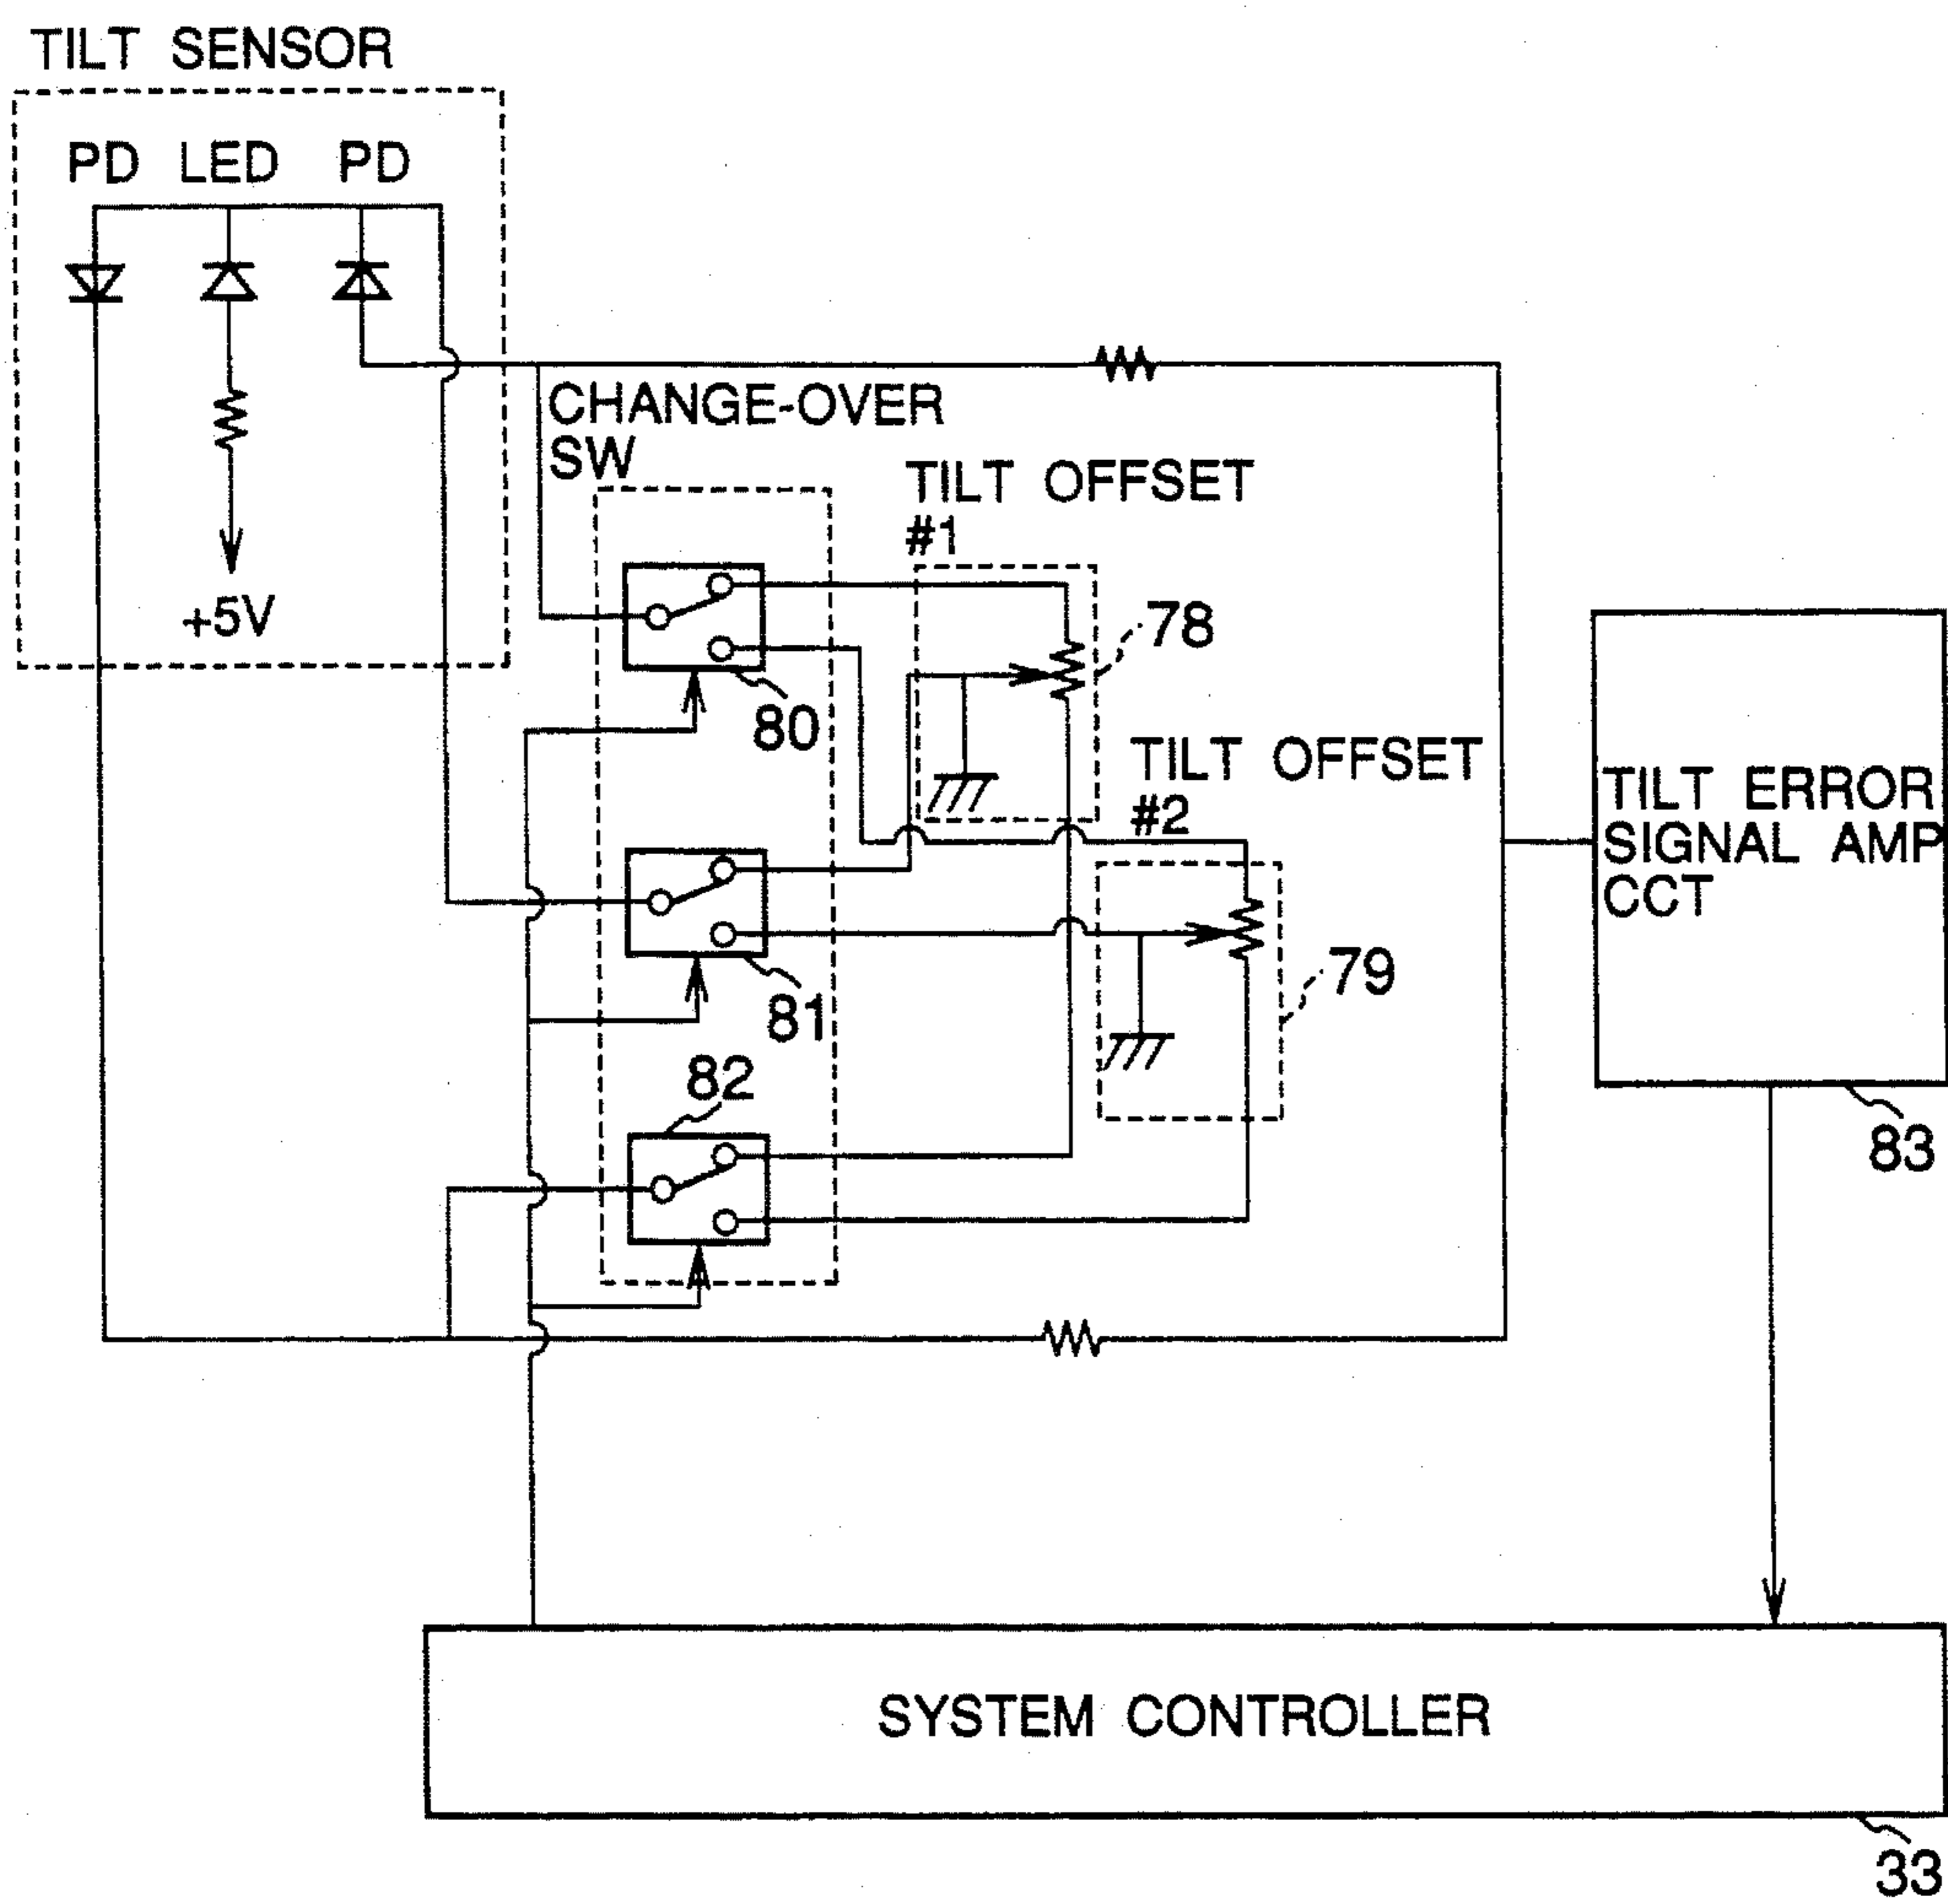 TILT SENSOR
PD LED PD
+5V
CHANGE-OVER
SW
TILT OFFSET
#1
78
80
TILT OFFSET
#2
79
81
82
TILT ERROR
SIGNAL AMP
CCT
83
SYSTEM CONTROLLER
33